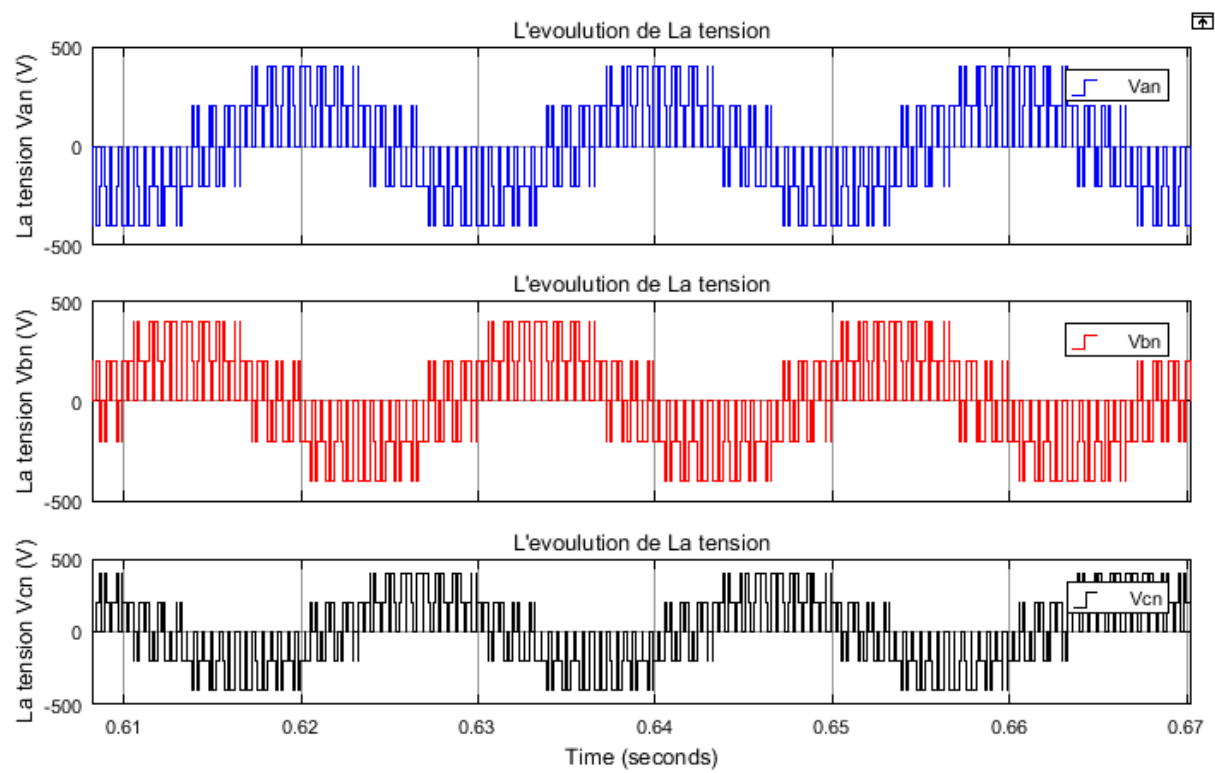 L'evoulution de La tension
La tension Van (V)
500
0
-500
Van
L'evoulution de La tension
La tension Vbn (V)
500
0
-500
Vbn
L'evoulution de La tension
La tension Vcn (V)
500
0
-500
Vcn
0.61 0.62 0.63 0.64 0.65 0.66 0.67
Time (seconds)